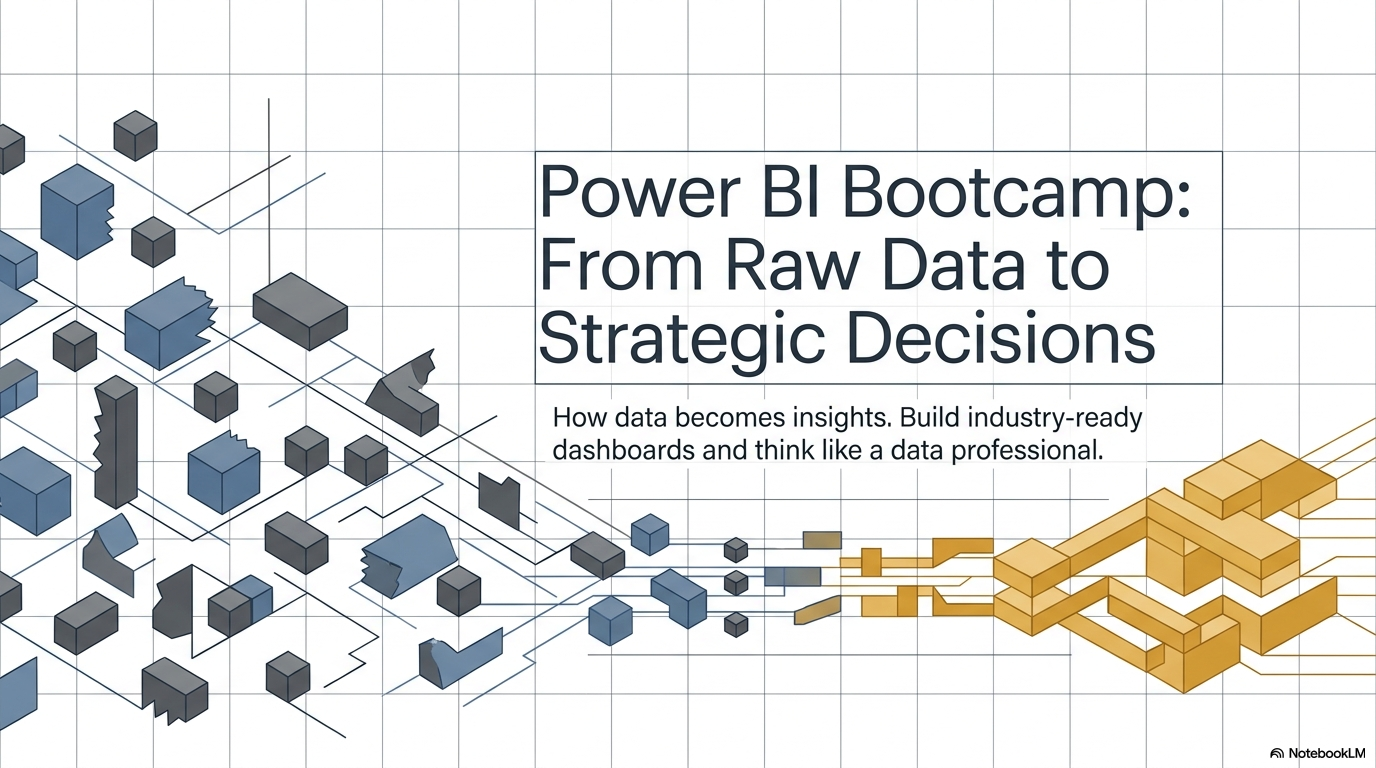 Power BI Bootcamp:
From Raw Data to
Strategic Decisions
How data becomes insights. Build industry-ready
dashboards and think like a data professional.
NotebookLM